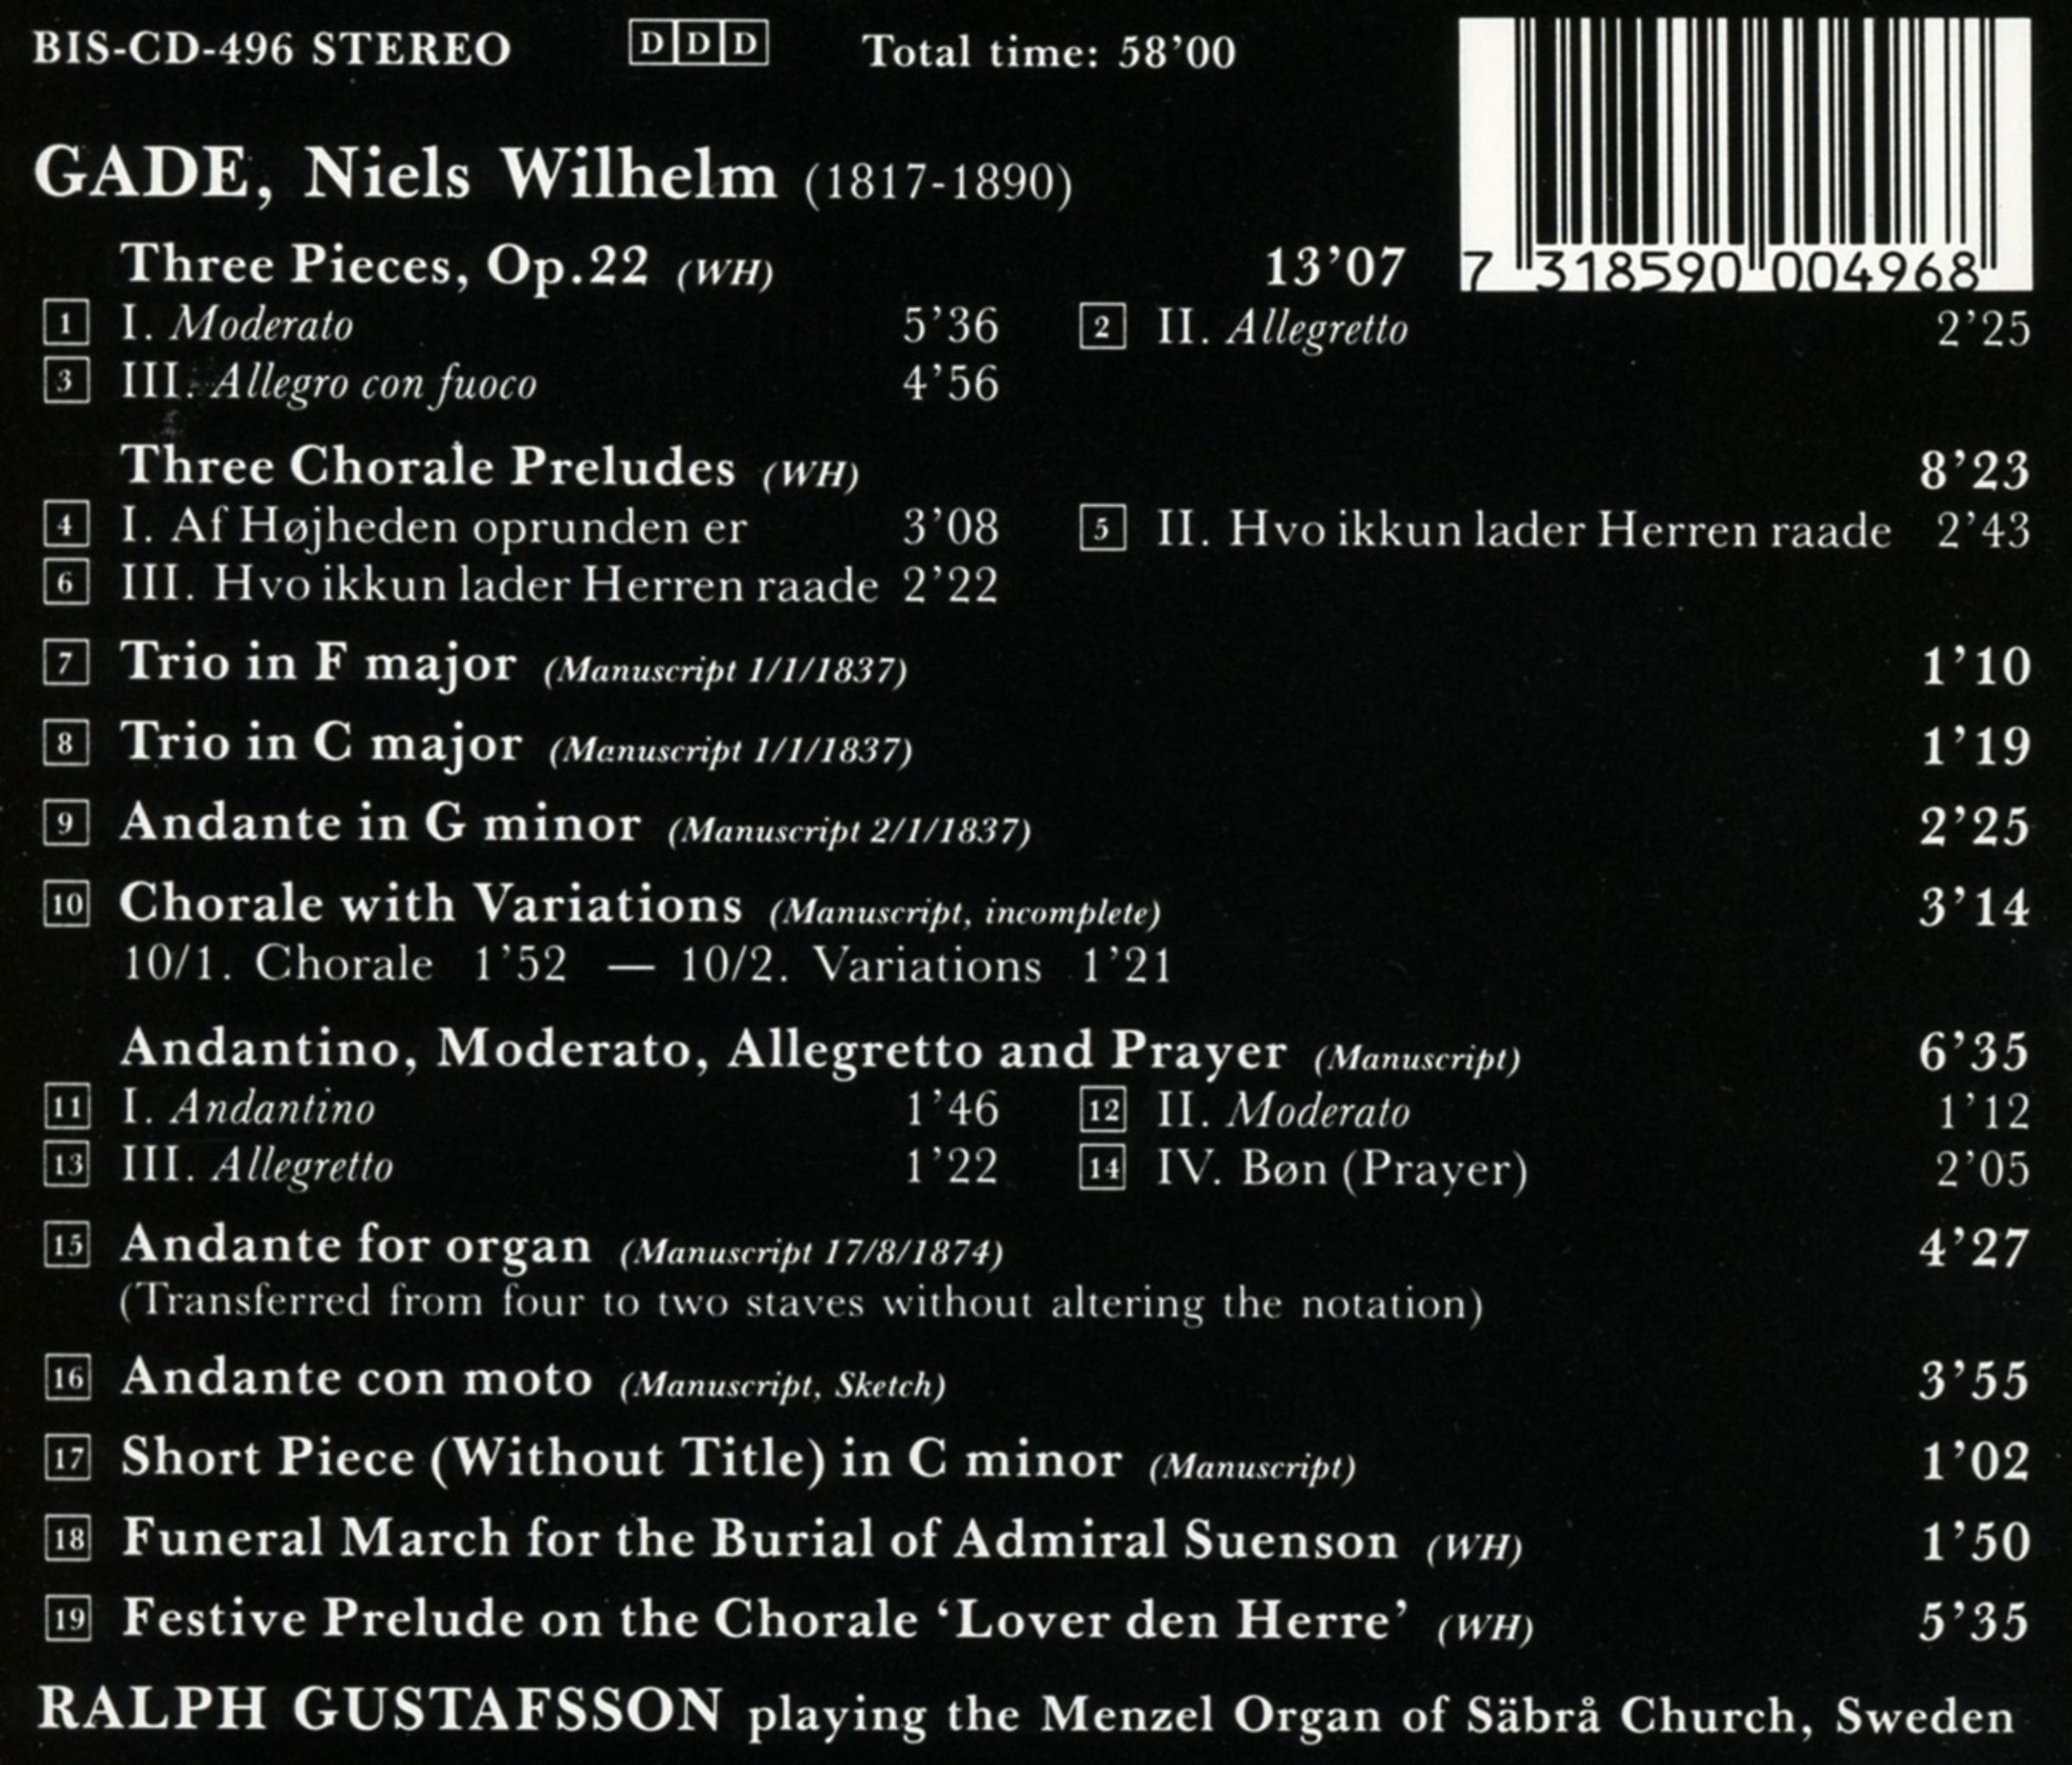 BIS-CD-496 STEREO DDD Total time: 58’00
GADE, Niels Wilhelm (1817-1890)
Three Pieces, Op.22 (WH) 13’07
7 318590 004968
1 I. Moderato 5’36 2 II. Allegretto 2’25
3 III. Allegro con fuoco 4’56
Three Chorale Preludes (WH) 8’23
4 I. Af Højheden oprunden er 3’08 5 II. Hvo ikkun lader Herren raade 2’43
6 III. Hvo ikkun lader Herren raade 2’22
7 Trio in F major (Manuscript 1/1/1837) 1’10
8 Trio in C major (Manuscript 1/1/1837) 1’19
9 Andante in G minor (Manuscript 2/1/1837) 2’25
10 Chorale with Variations (Manuscript, incomplete) 3’14
10/1. Chorale 1’52 — 10/2. Variations 1’21
Andantino, Moderato, Allegretto and Prayer (Manuscript) 6’35
11 I. Andantino 1’46 12 II. Moderato 1’12
13 III. Allegretto 1’22 14 IV. Bøn (Prayer) 2’05
15 Andante for organ (Manuscript 17/8/1874) 4’27
(Transferred from four to two staves without altering the notation)
16 Andante con moto (Manuscript, Sketch) 3’55
17 Short Piece (Without Title) in C minor (Manuscript) 1’02
18 Funeral March for the Burial of Admiral Suenson (WH) 1’50
19 Festive Prelude on the Chorale ‘Lover den Herre’ (WH) 5’35
RALPH GUSTAFSSON playing the Menzel Organ of Säbrå Church, Sweden